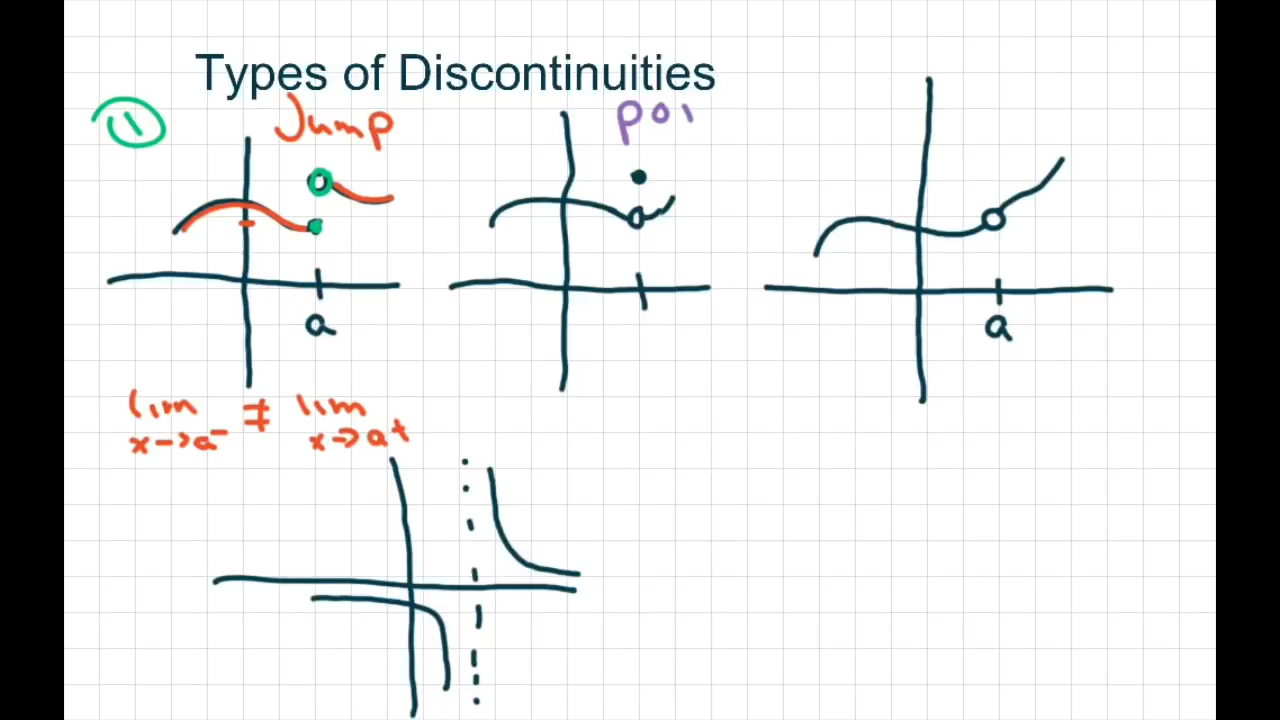 Types of Discontinuities
(1) Jump
poi
a
a
lim ≠ lim
x→a⁻ x→a⁺